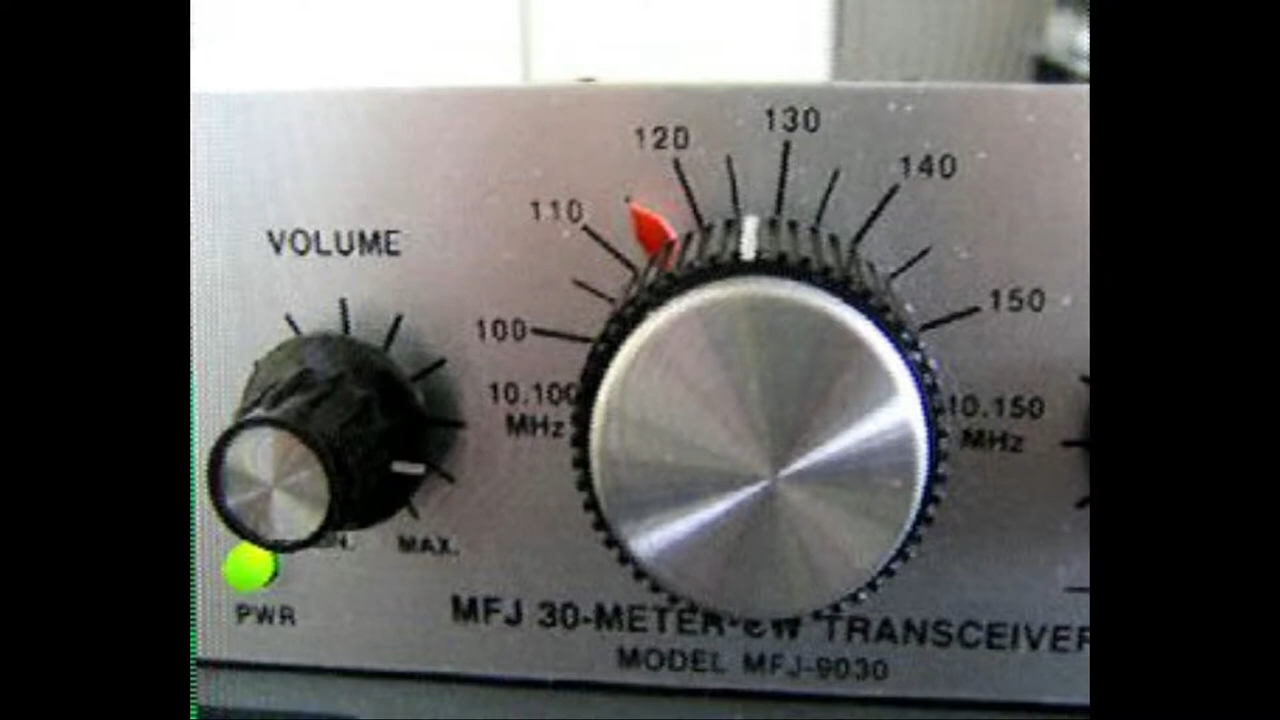 130
120
140
110
VOLUME
150
100
10.100
MHz
10.150
MHz
MAX.
PWR
MFJ 30-METER CW TRANSCEIVER
MODEL MFJ-9030